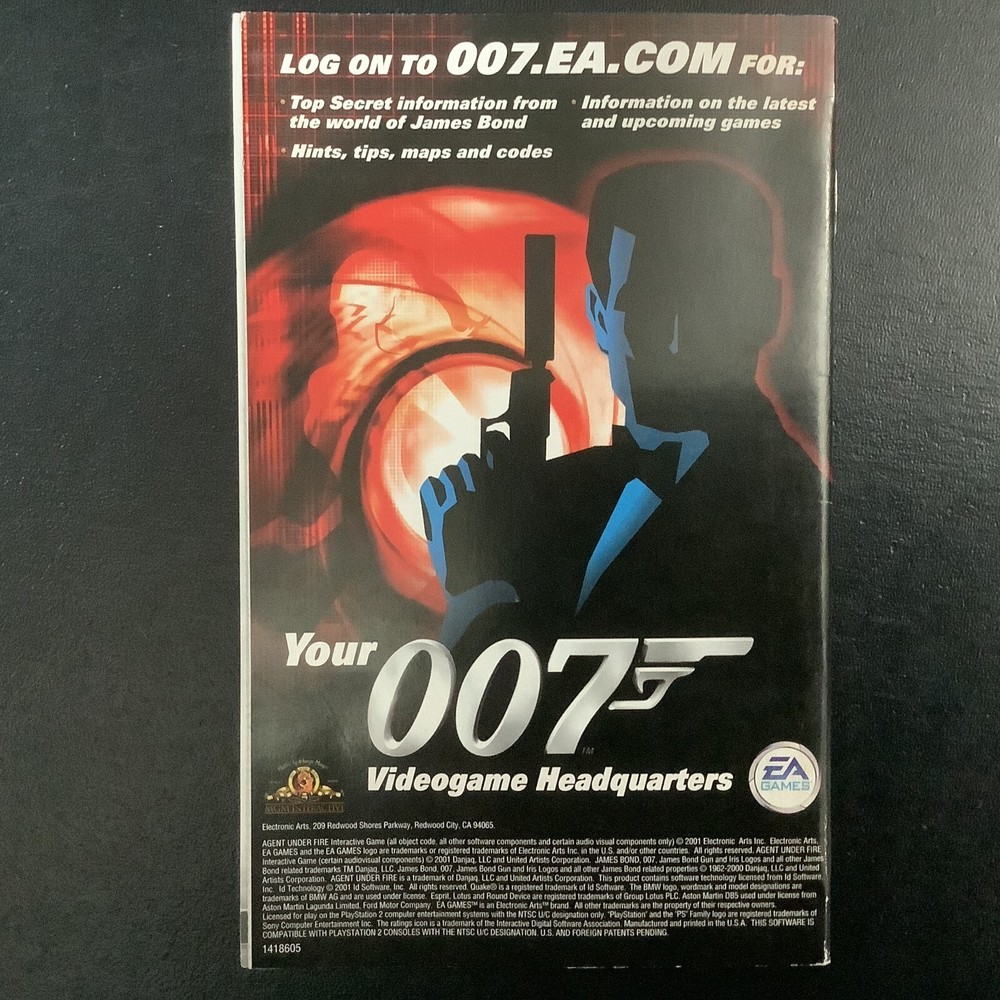 LOG ON TO 007.EA.COM FOR:
• Top Secret information from
the world of James Bond
• Hints, tips, maps and codes
• Information on the latest
and upcoming games
Your 007
TM
Videogame Headquarters
MGM INTERACTIVE
EA
GAMES
Electronic Arts, 209 Redwood Shores Parkway, Redwood City, CA 94065.
AGENT UNDER FIRE Interactive Game (all object code, all other software components and certain audio visual components only) © 2001 Electronic Arts Inc. Electronic Arts,
EA GAMES and the EA GAMES logo are trademarks or registered trademarks of Electronic Arts Inc. in the U.S. and/or other countries. All rights reserved. AGENT UNDER FIRE
Interactive Game (certain audiovisual components) © 2001 Danjaq, LLC and United Artists Corporation. JAMES BOND, 007, James Bond Gun and Iris Logos and all other James
Bond related trademarks TM Danjaq, LLC. James Bond, 007, James Bond Gun and Iris Logos and all other James Bond related properties © 1962-2000 Danjaq, LLC and United
Artists Corporation. AGENT UNDER FIRE is a trademark of Danjaq, LLC and United Artists Corporation. This product contains software technology licensed from Id Software,
Inc. Id Technology © 2001 Id Software, Inc. All rights reserved. Quake® is a registered trademark of Id Software. The BMW logo, wordmark and model designations are
trademarks of BMW AG and are used under license. Esprit, Lotus and Round Device are registered trademarks of Group Lotus PLC. Aston Martin DB5 used under license from
Aston Martin Lagunda Limited, Ford Motor Company. EA GAMES™ is an Electronic Arts™ brand. All other trademarks are the property of their respective owners.
Licensed for play on the PlayStation 2 computer entertainment systems with the NTSC U/C designation only. "PlayStation" and the "PS" Family logo are registered trademarks of
Sony Computer Entertainment Inc. The ratings icon is a trademark of the Interactive Digital Software Association. Manufactured and printed in the U.S.A. THIS SOFTWARE IS
COMPATIBLE WITH PLAYSTATION 2 CONSOLES WITH THE NTSC U/C DESIGNATION. U.S. AND FOREIGN PATENTS PENDING.
1418605